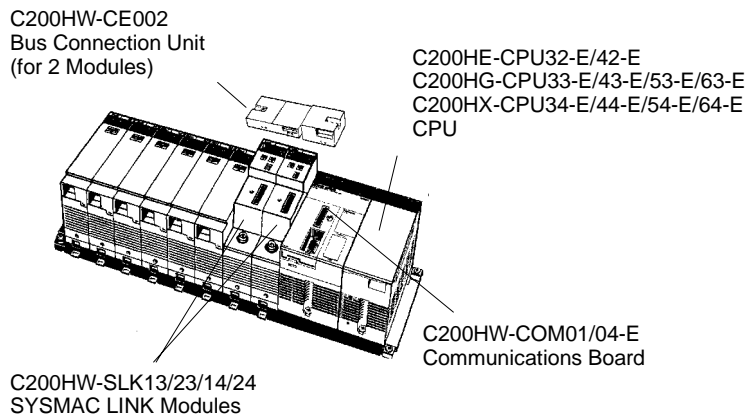 C200HW-CE002
Bus Connection Unit
(for 2 Modules)
C200HE-CPU32-E/42-E
C200HG-CPU33-E/43-E/53-E/63-E
C200HX-CPU34-E/44-E/54-E/64-E
CPU
C200HW-COM01/04-E
Communications Board
C200HW-SLK13/23/14/24
SYSMAC LINK Modules